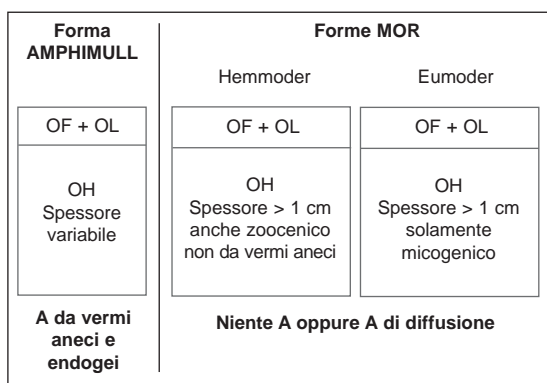 Forma
AMPHIMULL
OF + OL
OH
Spessore
variabile
A da vermi
aneci e
endogei
Forme MOR
Hemmoder
OF + OL
OH
Spessore > 1 cm
anche zoocenico
non da vermi aneci
Eumoder
OF + OL
OH
Spessore > 1 cm
solamente
micogenico
Niente A oppure A di diffusione